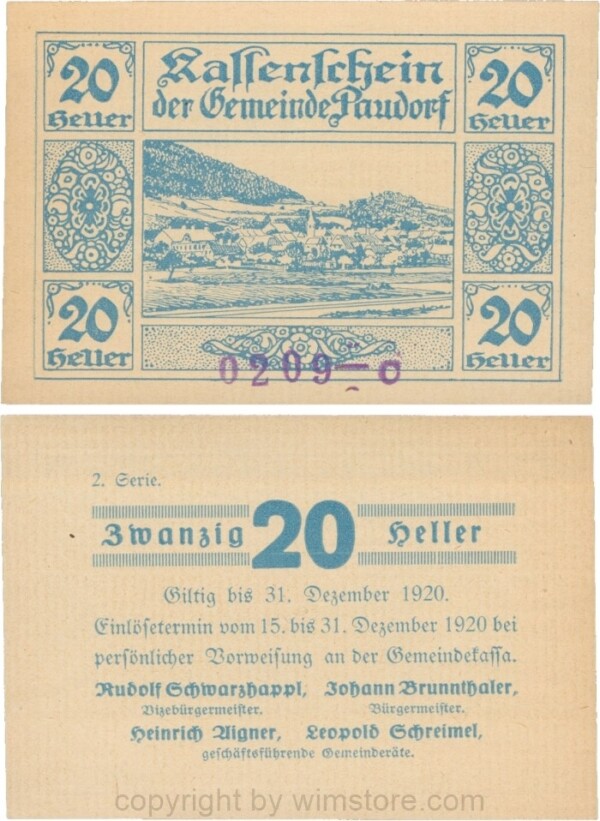 20 Heller
Kassenschein
der Gemeinde Paudorf
20 Heller
20 Heller
20 Heller
0209—c
2. Serie.
Zwanzig 20 Heller
Giltig bis 31. Dezember 1920.
Einlösetermin vom 15. bis 31. Dezember 1920 bei
persönlicher Vorweisung an der Gemeindekassa.
Rudolf Schwarzhappl, Johann Brunnthaler,
Vizebürgermeister. Bürgermeister.
Heinrich Aigner, Leopold Schreimel,
geschäftsführende Gemeinderäte.
copyright by wimstore.com